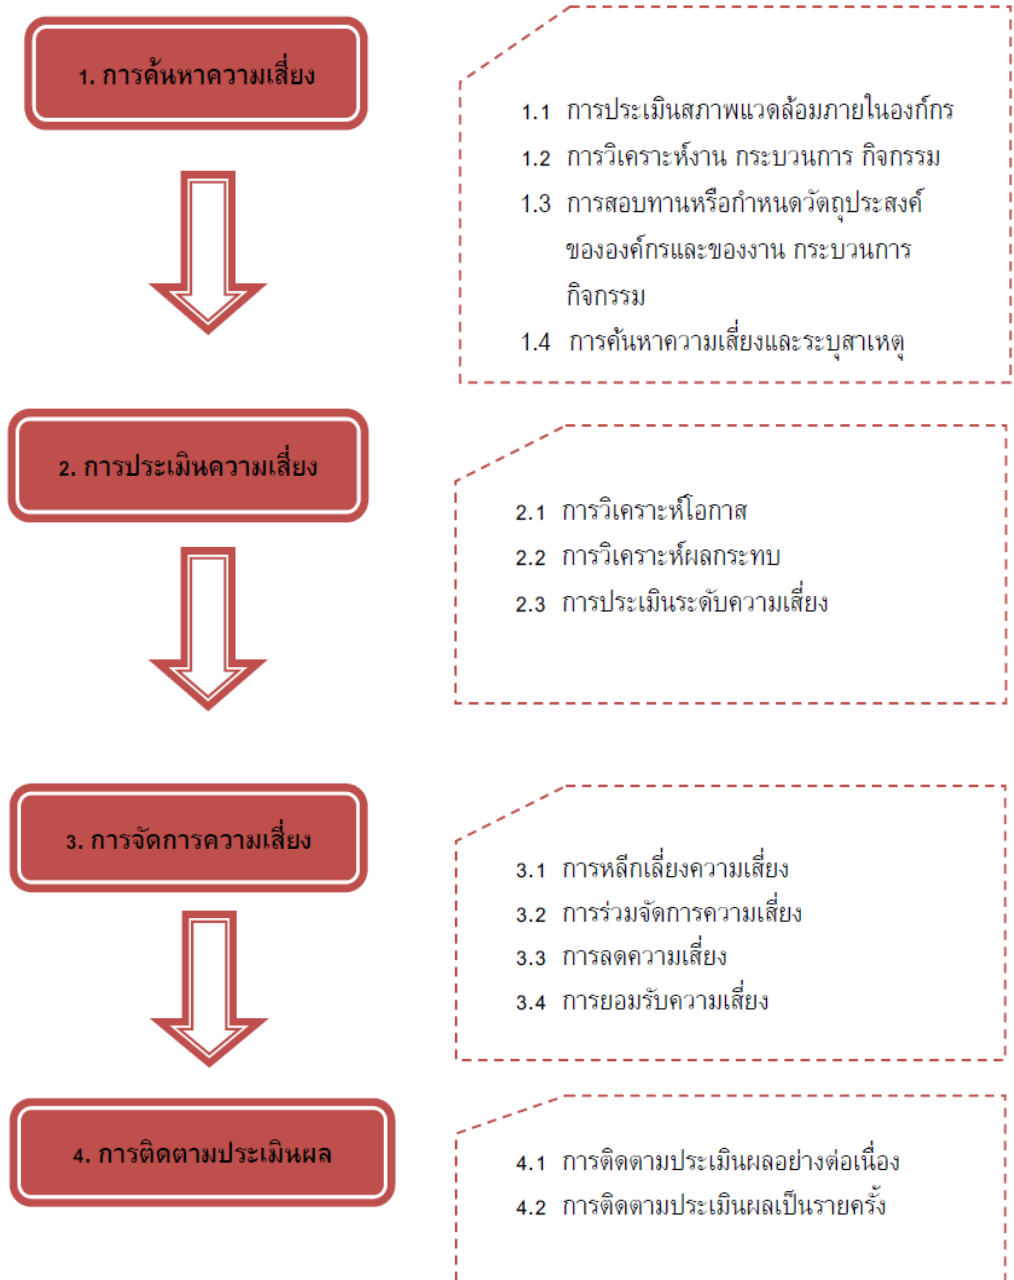 1. การค้นหาความเสี่ยง
1.1 การประเมินสภาพแวดล้อมภายในองก์กร
1.2 การวิเคราะห์งาน กระบวนการ กิจกรรม
1.3 การสอบทานหรือกำหนดวัตถุประสงค์
ขององค์กรและของงาน กระบวนการ
กิจกรรม
1.4 การค้นหาความเสี่ยงและระบุสาเหตุ
2. การประเมินความเสี่ยง
2.1 การวิเคราะห์โอกาส
2.2 การวิเคราะห์ผลกระทบ
2.3 การประเมินระดับความเสี่ยง
3. การจัดการความเสี่ยง
3.1 การหลีกเลี่ยงความเสี่ยง
3.2 การร่วมจัดการความเสี่ยง
3.3 การลดความเสี่ยง
3.4 การยอมรับความเสี่ยง
4. การติดตามประเมินผล
4.1 การติดตามประเมินผลอย่างต่อเนื่อง
4.2 การติดตามประเมินผลเป็นรายครั้ง